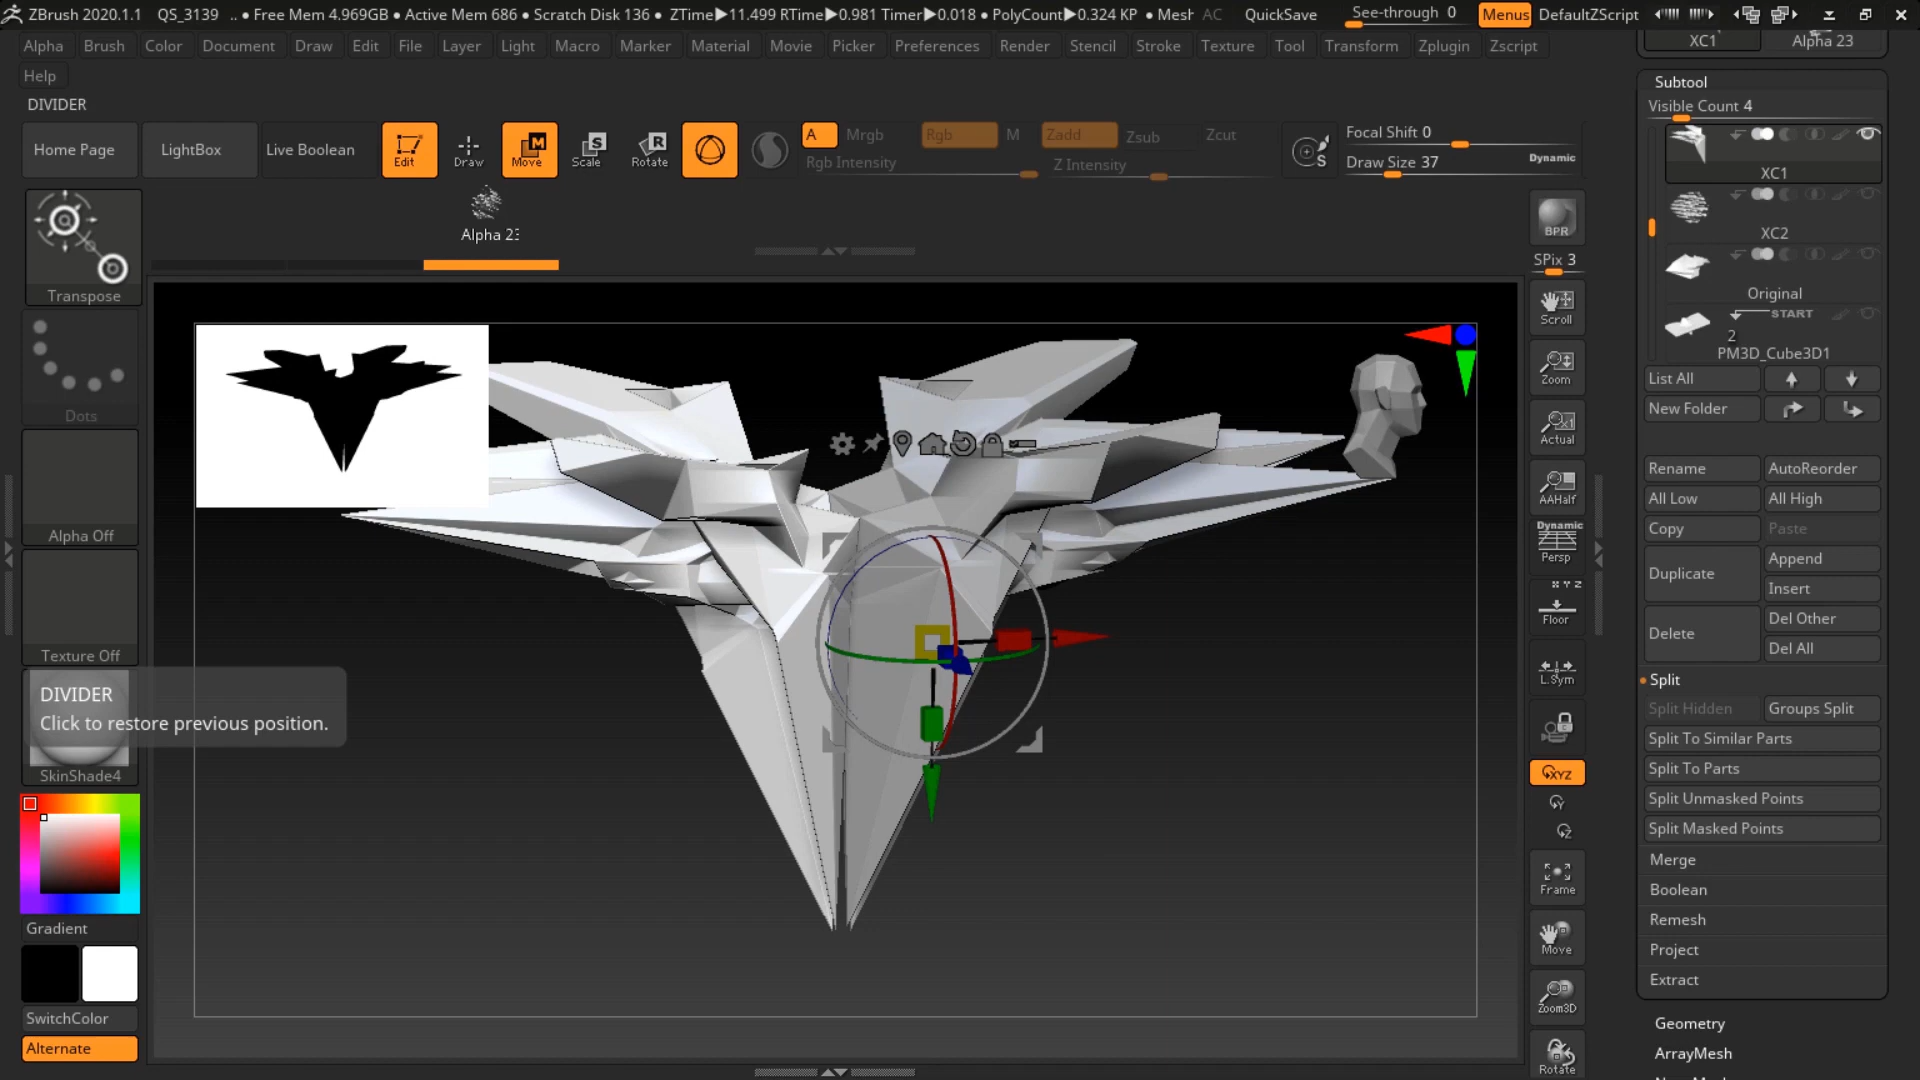 ZBrush 2020.1.1 QS_3139 .. ● Free Mem 4.969GB ● Active Mem 686 ● Scratch Disk 136 ● ZTime▶11.499 RTime▶0.981 Timer▶0.018 ● PolyCount▶0.324 KP ● Mesh AC QuickSave See-through 0 Menus DefaultZScript
Alpha Brush Color Document Draw Edit File Layer Light Macro Marker Material Movie Picker Preferences Render Stencil Stroke Texture Tool Transform Zplugin Zscript
Help
DIVIDER
Home Page LightBox Live Boolean Edit Draw Move Scale Rotate
A Mrgb Rgb M Zadd Zsub Zcut
Rgb Intensity Z Intensity
Focal Shift 0
Draw Size 37 Dynamic
Alpha 23
Transpose
Dots
Alpha Off
Texture Off
DIVIDER
Click to restore previous position.
SkinShade4
Gradient
SwitchColor
Alternate
BPR
SPix 3
Scroll
Zoom
Actual
AAHalf
Dynamic
Persp
X Y Z
Floor
L.Sym
XYZ
Y
Z
Frame
Move
Zoom3D
Rotate
XC1 Alpha 23
Subtool
Visible Count 4
XC1
XC2
Original
START
2
PM3D_Cube3D1
List All
New Folder
Rename AutoReorder
All Low All High
Copy Paste
Duplicate Append
Insert
Delete Del Other
Del All
Split
Split Hidden Groups Split
Split To Similar Parts
Split To Parts
Split Unmasked Points
Split Masked Points
Merge
Boolean
Remesh
Project
Extract
Geometry
ArrayMesh